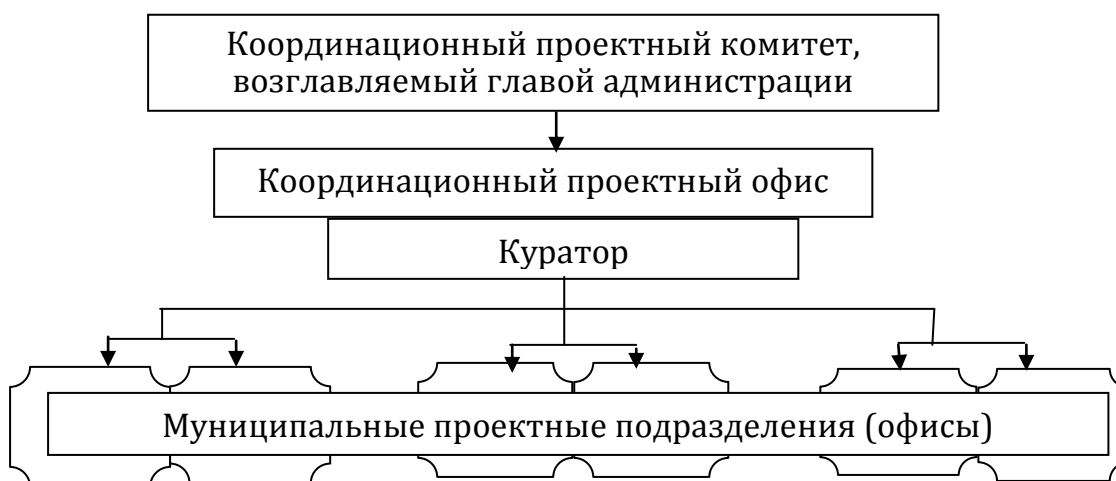 Координационный проектный комитет,
возглавляемый главой администрации
Координационный проектный офис
Куратор
Муниципальные проектные подразделения (офисы)